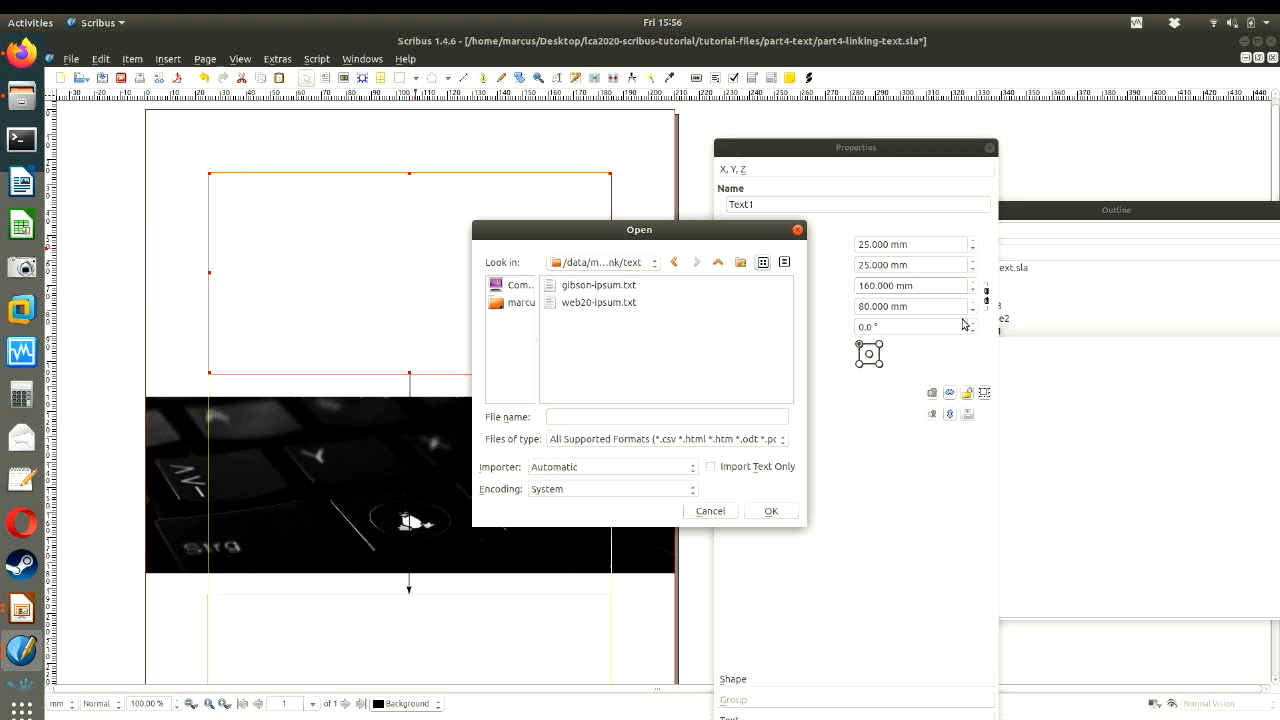 Activities Scribus Fri 15:56
Scribus 1.4.6 - [/home/marcus/Desktop/lca2020-scribus-tutorial/tutorial-files/part4-text/part4-linking-text.sla*]
File Edit Item Insert Page View Extras Script Windows Help
Properties
X, Y, Z
Name
Text1
Outline
Open
25.000 mm
Look in: /data/m...nk/text
25.000 mm
ext.sla
Com... gibson-ipsum.txt
160.000 mm
marcu web20-ipsum.txt
80.000 mm
0.0 °
File name:
Files of type: All Supported Formats (*.csv *.html *.htm *.odt *.pc
Importer: Automatic Import Text Only
Encoding: System
Cancel OK
Y
Strg
Shape
Group
Text
mm Normal 100.00 % 1 of 1 Background Normal Vision